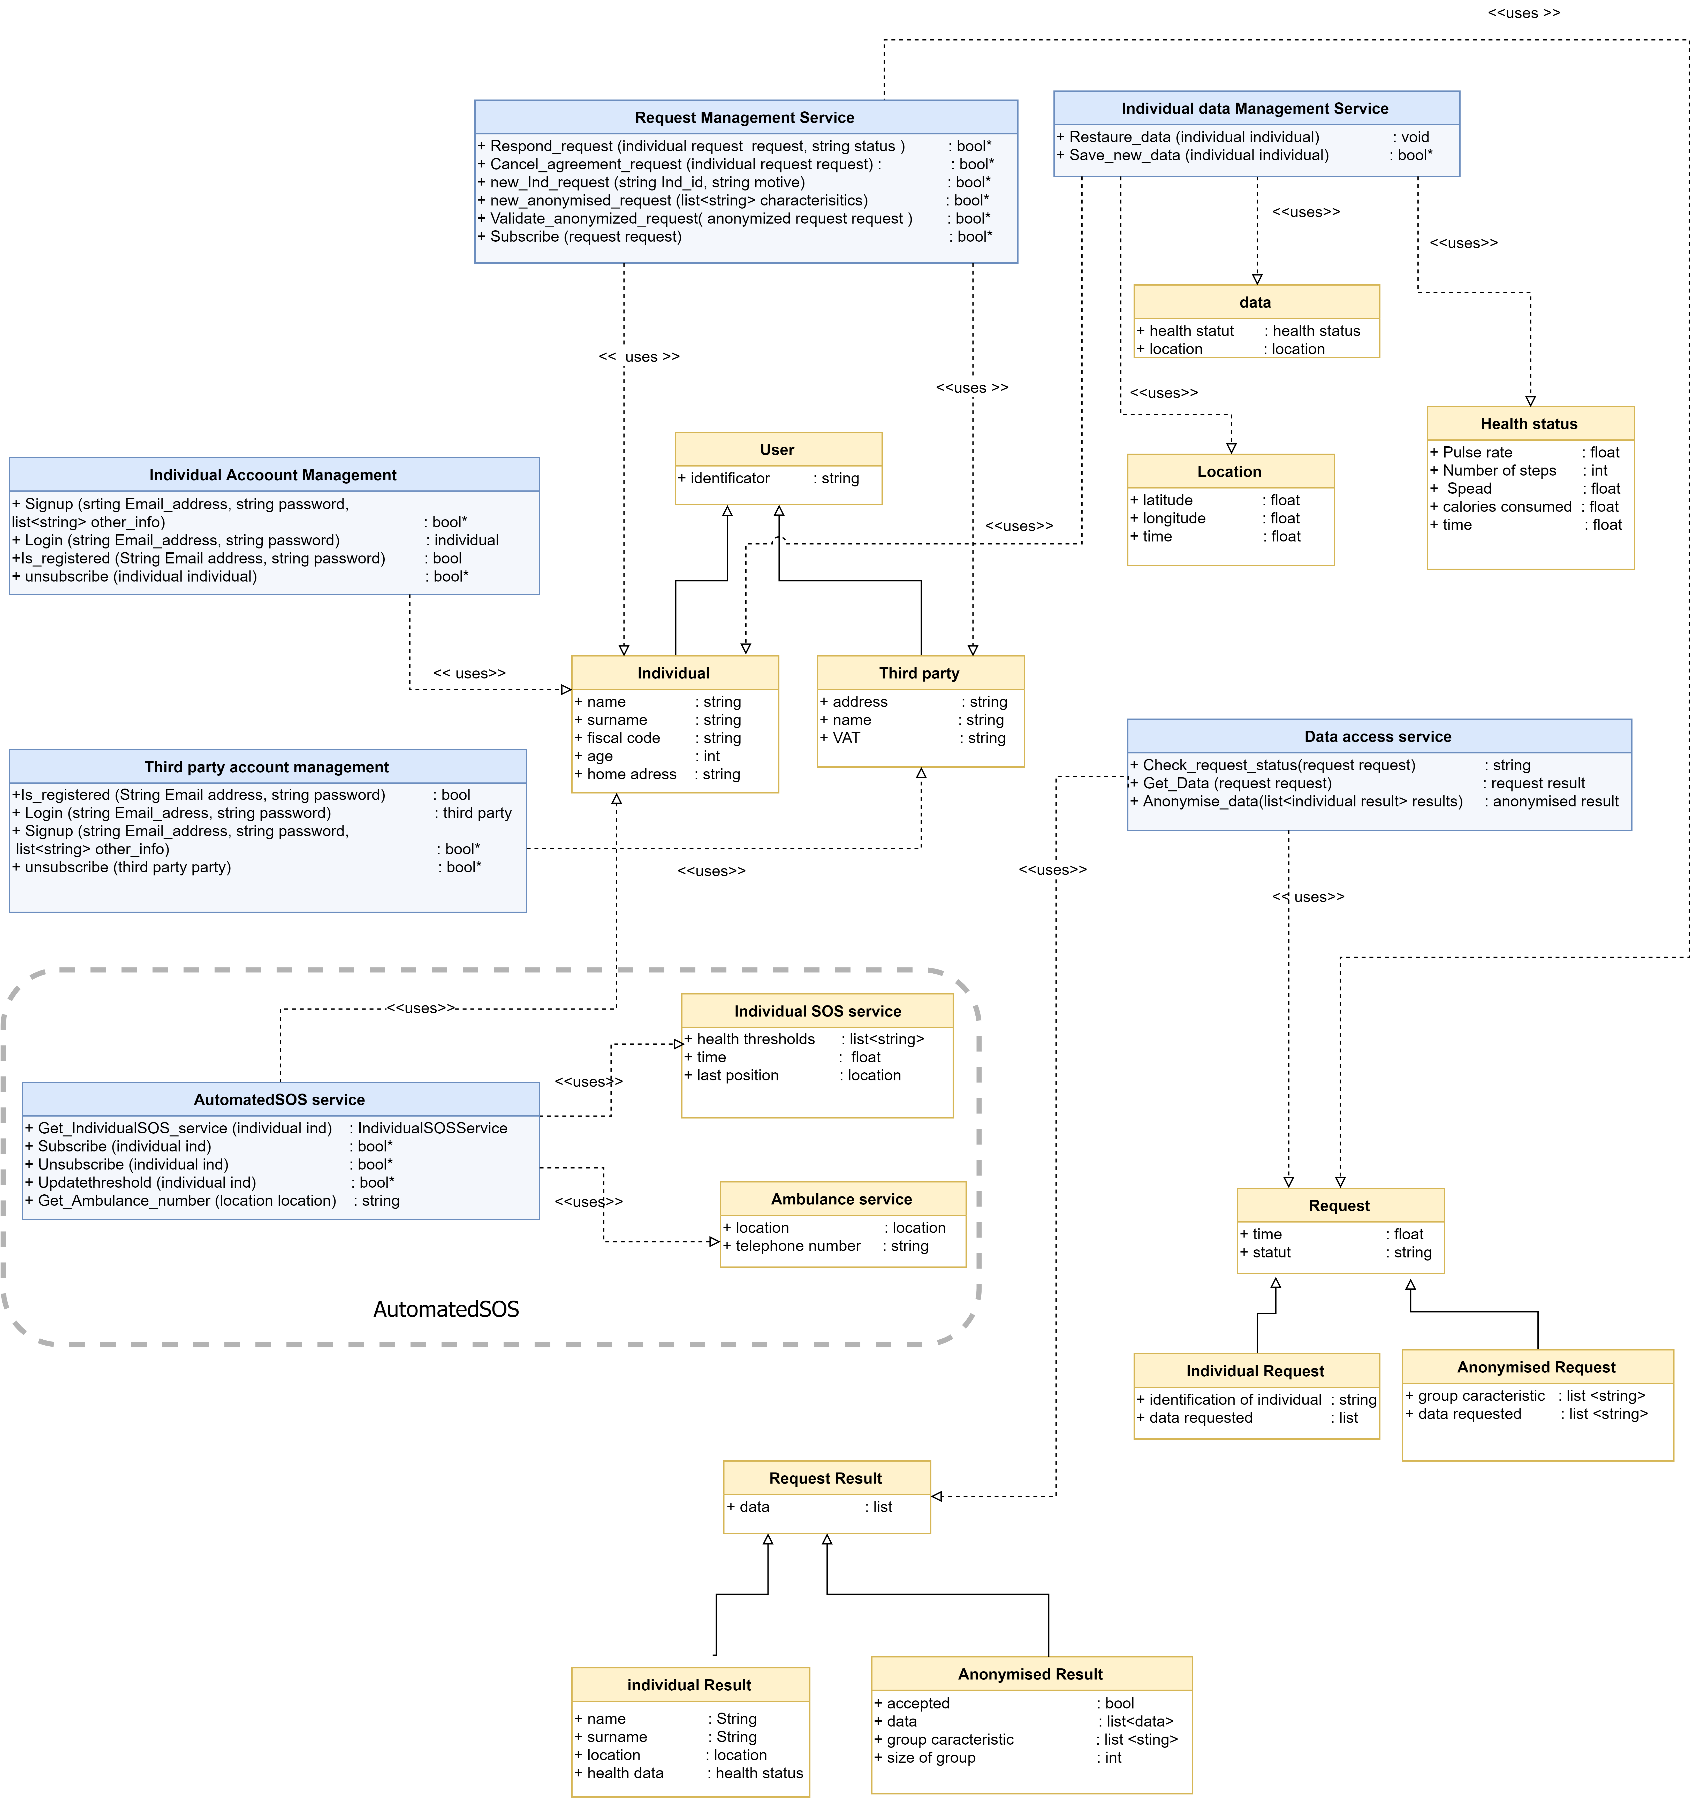 <<uses >>
Request Management Service
+ Respond_request (individual request  request, string status ) : bool*
+ Cancel_agreement_request (individual request request) : : bool*
+ new_Ind_request (string Ind_id, string motive) : bool*
+ new_anonymised_request (list<string> characterisitics) : bool*
+ Validate_anonymized_request( anonymized request request ) : bool*
+ Subscribe (request request) : bool*
Individual data Management Service
+ Restaure_data (individual individual) : void
+ Save_new_data (individual individual) : bool*
<<uses>>
<<uses>>
data
+ health statut : health status
+ location : location
<< uses >>
<<uses >>
<<uses>>
Health status
+ Pulse rate : float
+ Number of steps : int
+ Spead : float
+ calories consumed : float
+ time : float
User
+ identificator : string
Location
+ latitude : float
+ longitude : float
+ time : float
Individual Accoount Management
+ Signup (srting Email_address, string password,
list<string> other_info) : bool*
+ Login (string Email_address, string password) : individual
+Is_registered (String Email address, string password) : bool
+ unsubscribe (individual individual) : bool*
<<uses>>
<< uses>>
Individual
+ name : string
+ surname : string
+ fiscal code : string
+ age : int
+ home adress : string
Third party
+ address : string
+ name : string
+ VAT : string
Data access service
+ Check_request_status(request request) : string
+ Get_Data (request request) : request result
+ Anonymise_data(list<individual result> results) : anonymised result
Third party account management
+Is_registered (String Email address, string password) : bool
+ Login (string Email_adress, string password) : third party
+ Signup (string Email_address, string password,
list<string> other_info) : bool*
+ unsubscribe (third party party) : bool*
<<uses>>
<<uses>>
<< uses>>
<<uses>>
Individual SOS service
+ health thresholds : list<string>
+ time : float
+ last position : location
<<uses>>
AutomatedSOS service
+ Get_IndividualSOS_service (individual ind) : IndividualSOSService
+ Subscribe (individual ind) : bool*
+ Unsubscribe (individual ind) : bool*
+ Updatethreshold (individual ind) : bool*
+ Get_Ambulance_number (location location) : string
<<uses>>
Ambulance service
+ location : location
+ telephone number : string
AutomatedSOS
Request
+ time : float
+ statut : string
Individual Request
+ identification of individual : string
+ data requested : list
Anonymised Request
+ group caracteristic : list <string>
+ data requested : list <string>
Request Result
+ data : list
individual Result
+ name : String
+ surname : String
+ location : location
+ health data : health status
Anonymised Result
+ accepted : bool
+ data : list<data>
+ group caracteristic : list <sting>
+ size of group : int